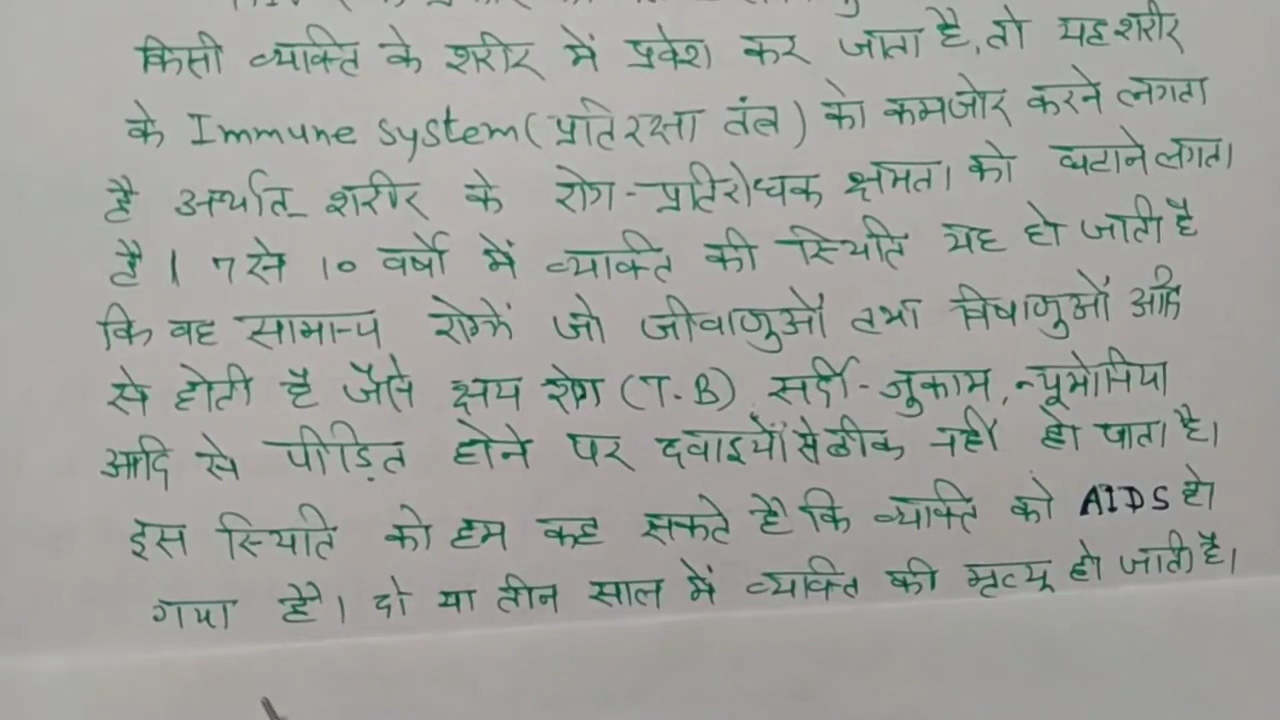 किसी व्यक्ति के शरीर में प्रवेश कर जाता है, तो यह शरीर
के Immune system (प्रतिरक्षा तंत्र) को कमजोर करने लगता
है अर्थात् शरीर के रोग-प्रतिरोधक क्षमता को घटाने लगता
है। 7 से 10 वर्षों में व्यक्ति की स्थिति यह हो जाती है
कि वह सामान्य रोगों जो जीवाणुओं तथा विषाणुओं आदि
से होती है जैसे क्षय रोग (T.B) सर्दी-जुकाम, न्यूमोनिया
आदि से पीड़ित होने पर दवाइयों से ठीक नहीं हो पाता है।
इस स्थिति को हम कह सकते है कि व्यक्ति को AIDS हो
गया है। दो या तीन साल में व्यक्ति की मृत्यू हो जाती है।